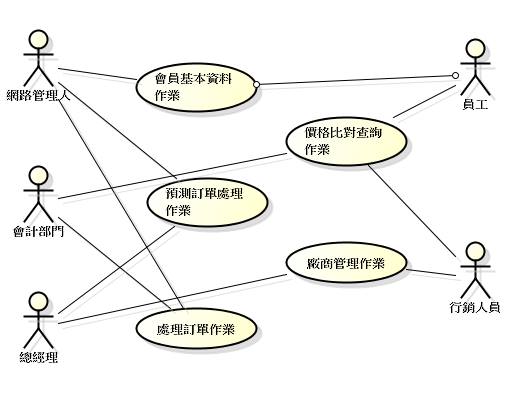 網路管理人
會員基本資料
作業
員工
價格比對查詢
作業
會計部門
預測訂單處理
作業
廠商管理作業
行銷人員
總經理
處理訂單作業